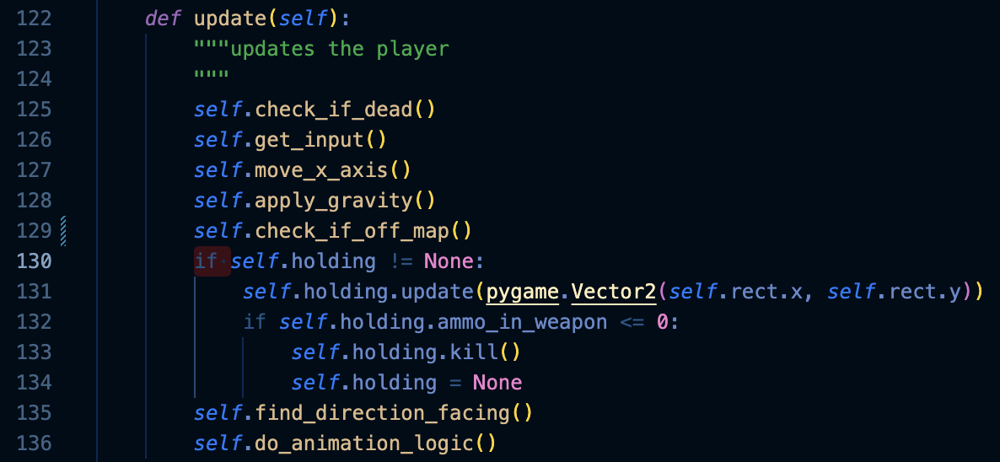 122 def update(self):
123 """updates the player
124 """
125 self.check_if_dead()
126 self.get_input()
127 self.move_x_axis()
128 self.apply_gravity()
129 self.check_if_off_map()
130 if self.holding != None:
131 self.holding.update(pygame.Vector2(self.rect.x, self.rect.y))
132 if self.holding.ammo_in_weapon <= 0:
133 self.holding.kill()
134 self.holding = None
135 self.find_direction_facing()
136 self.do_animation_logic()